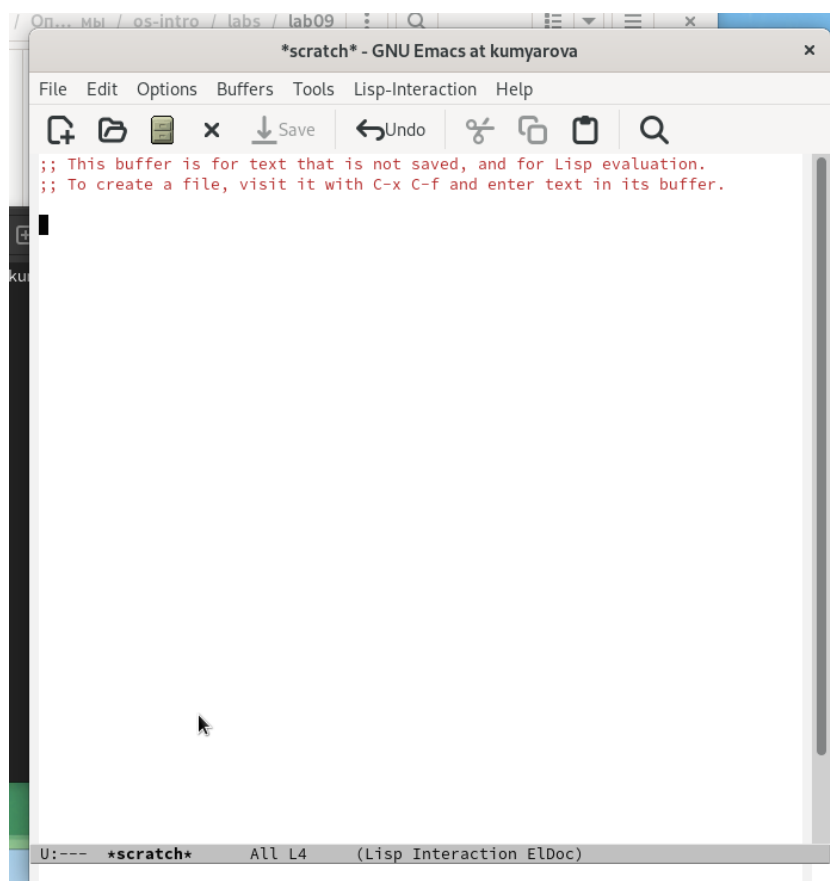 / Оп... мы / os-intro / labs / lab09
*scratch* - GNU Emacs at kumyarova
File Edit Options Buffers Tools Lisp-Interaction Help
Save Undo
;; This buffer is for text that is not saved, and for Lisp evaluation.
;; To create a file, visit it with C-x C-f and enter text in its buffer.
ku
U:--- *scratch* All L4 (Lisp Interaction ElDoc)